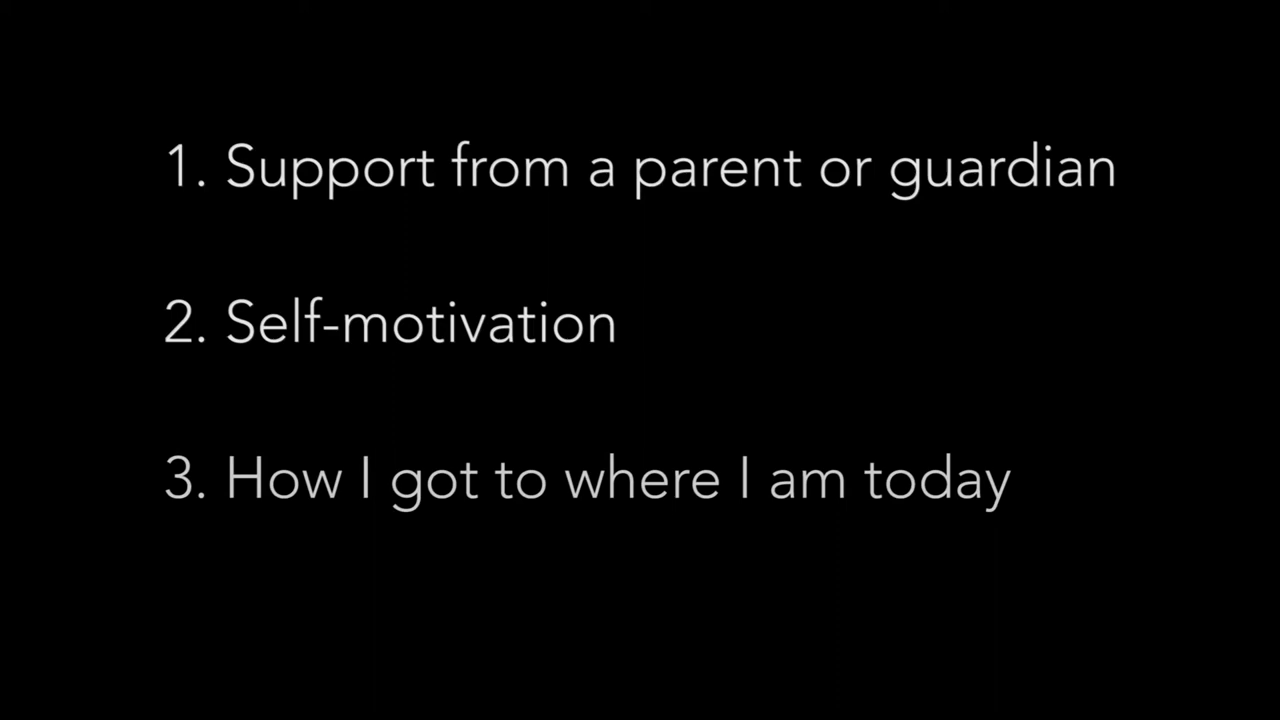 1. Support from a parent or guardian
2. Self-motivation
3. How I got to where I am today